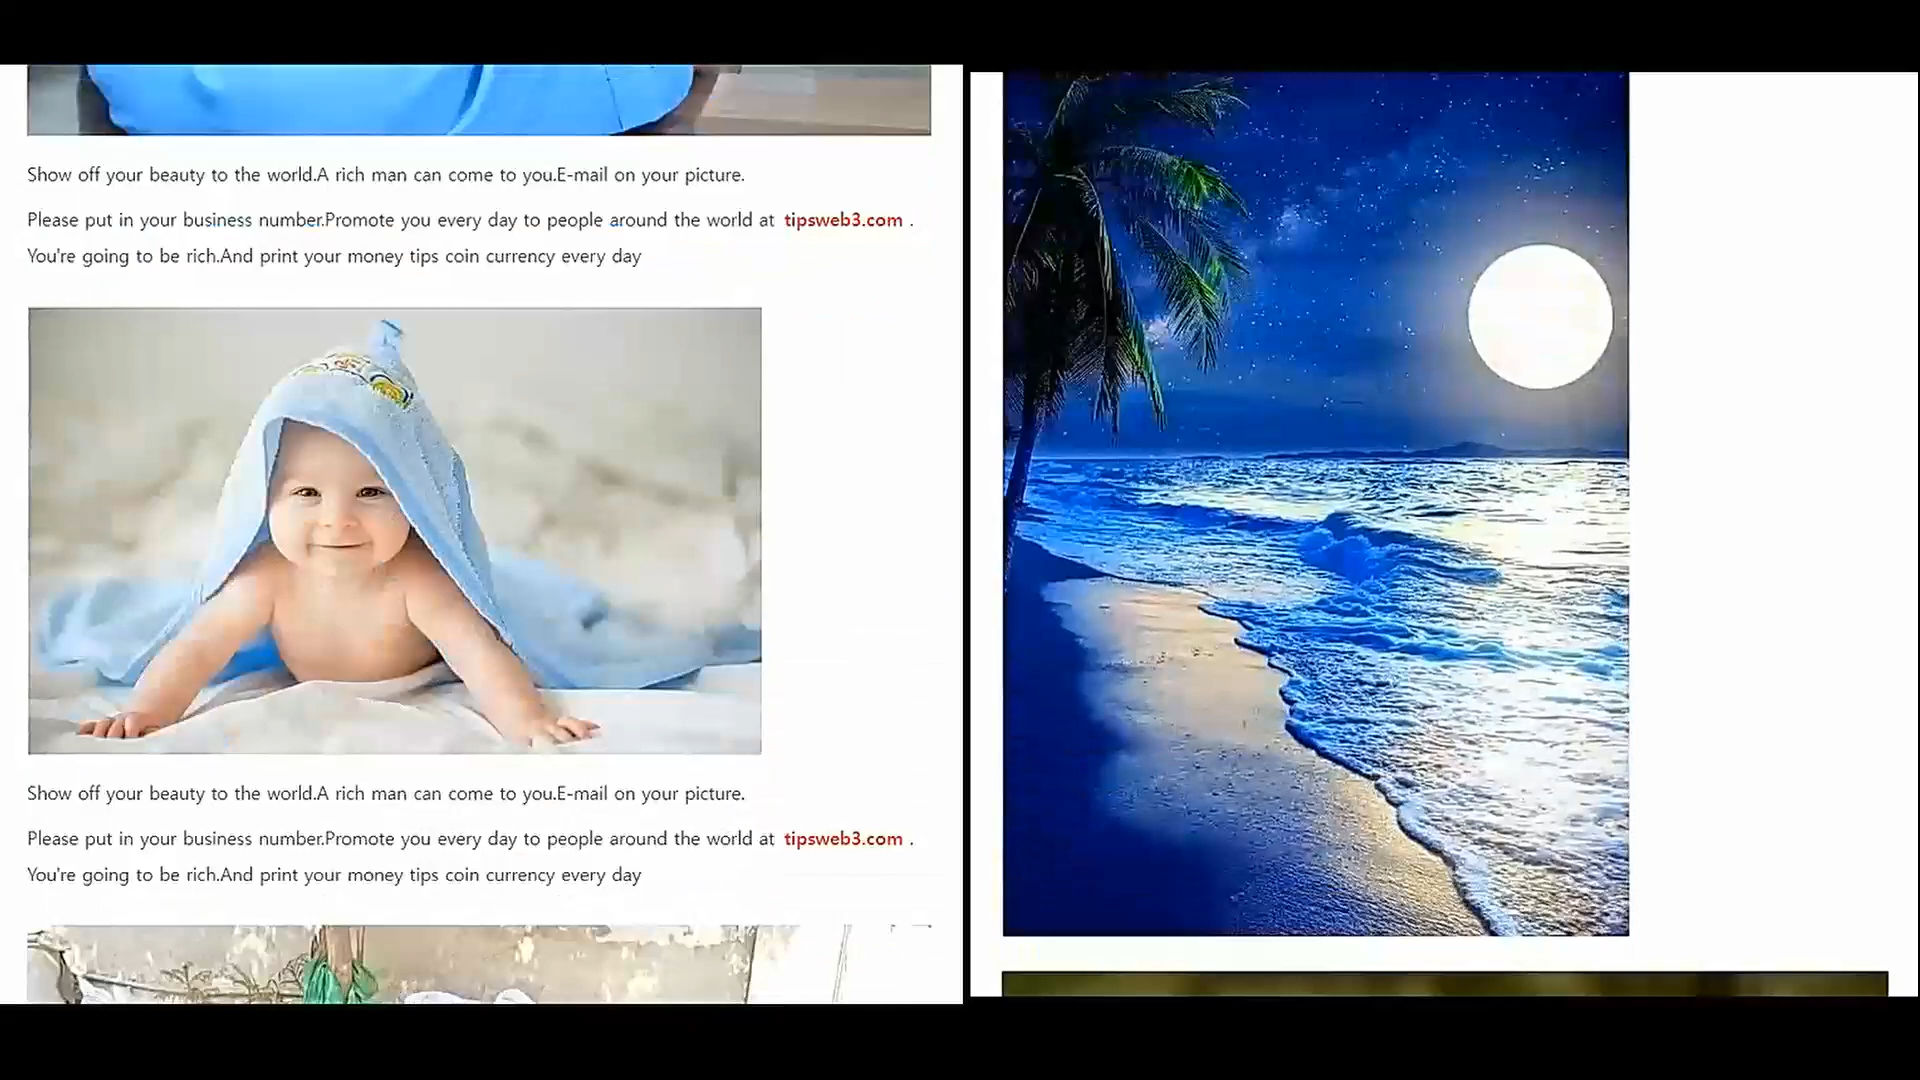 Show off your beauty to the world.A rich man can come to you.E-mail on your picture.
Please put in your business number.Promote you every day to people around the world at tipsweb3.com .
You're going to be rich.And print your money tips coin currency every day
Show off your beauty to the world.A rich man can come to you.E-mail on your picture.
Please put in your business number.Promote you every day to people around the world at tipsweb3.com .
You're going to be rich.And print your money tips coin currency every day